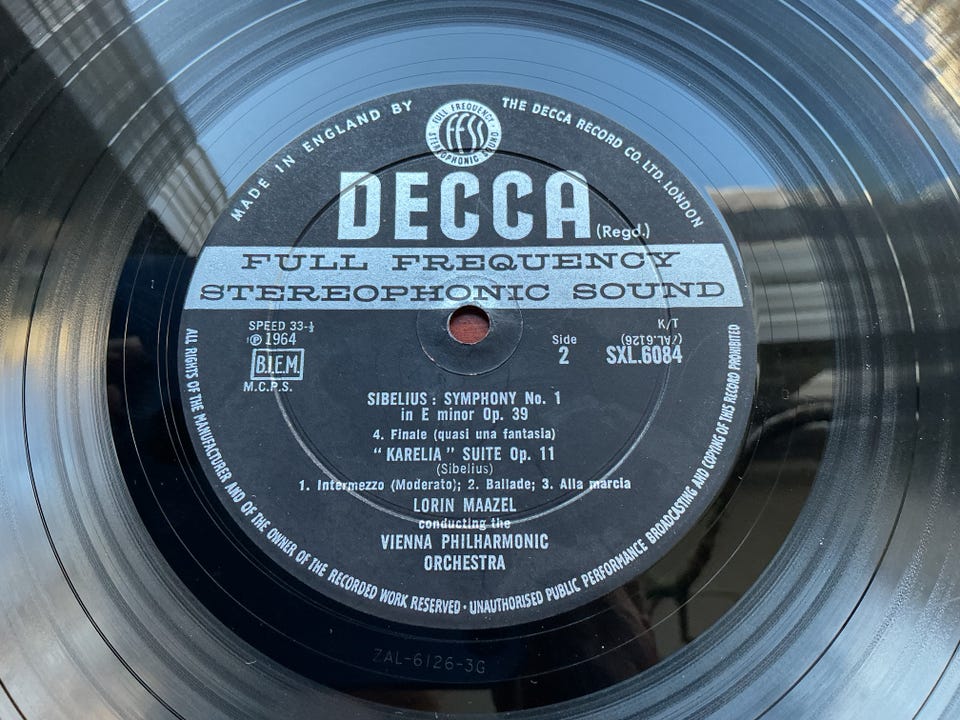 MADE IN ENGLAND BY
THE DECCA RECORD CO. LTD. LONDON
FULL FREQUENCY
ffss
STEREOPHONIC SOUND
DECCA (Regd.)
FULL FREQUENCY
STEREOPHONIC SOUND
SPEED 33-⅓
℗ 1964
B.I.E.M.
M.C.P.S.
K/T
(ZAL.6126)
Side
2
SXL.6084
SIBELIUS : SYMPHONY No. 1
in E minor Op. 39
4. Finale (quasi una fantasia)
“ KARELIA ” SUITE Op. 11
(Sibelius)
1. Intermezzo (Moderato); 2. Ballade; 3. Alla marcia
LORIN MAAZEL
conducting the
VIENNA PHILHARMONIC
ORCHESTRA
ALL RIGHTS OF THE MANUFACTURER AND OF THE OWNER OF THE RECORDED WORK RESERVED · UNAUTHORISED PUBLIC PERFORMANCE BROADCASTING AND COPYING OF THIS RECORD PROHIBITED
ZAL-6126-3G